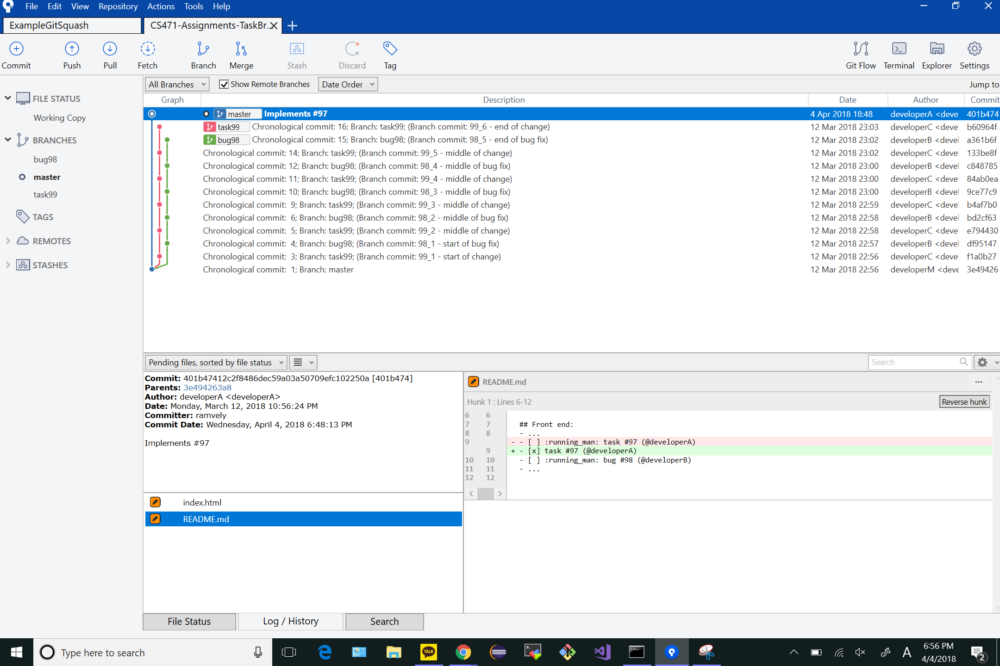 File Edit View Repository Actions Tools Help
ExampleGitSquash CS471-Assignments-TaskBr..
Commit Push Pull Fetch Branch Merge Stash Discard Tag Git Flow Terminal Explorer Settings
All Branches Show Remote Branches Date Order Jump to
FILE STATUS
Working Copy
BRANCHES
bug98
master
task99
TAGS
REMOTES
STASHES
Graph Description Date Author Commit
master Implements #97 4 Apr 2018 18:48 developerA <deve 401b474
task99 Chronological commit: 16; Branch: task99; (Branch commit: 99_6 - end of change) 12 Mar 2018 23:03 developerC <devel b60964f
bug98 Chronological commit: 15; Branch: bug98; (Branch commit: 98_5 - end of bug fix) 12 Mar 2018 23:02 developerB <devel a361b6f
Chronological commit: 14; Branch: task99; (Branch commit: 99_5 - middle of change) 12 Mar 2018 23:02 developerC <devel 133be8f
Chronological commit: 12; Branch: bug98; (Branch commit: 98_4 - middle of bug fix) 12 Mar 2018 23:00 developerB <devel c848785
Chronological commit: 11; Branch: task99; (Branch commit: 99_4 - middle of change) 12 Mar 2018 23:00 developerC <devel 84ab0ea
Chronological commit: 10; Branch: bug98; (Branch commit: 98_3 - middle of bug fix) 12 Mar 2018 23:00 developerB <devel 9ce77c9
Chronological commit: 9; Branch: task99; (Branch commit: 99_3 - middle of change) 12 Mar 2018 22:59 developerC <devel b4af7b0
Chronological commit: 6; Branch: bug98; (Branch commit: 98_2 - middle of bug fix) 12 Mar 2018 22:58 developerB <devel bd2cf63
Chronological commit: 5; Branch: task99; (Branch commit: 99_2 - middle of change) 12 Mar 2018 22:58 developerC <devel e794430
Chronological commit: 4; Branch: bug98; (Branch commit: 98_1 - start of bug fix) 12 Mar 2018 22:57 developerB <devel df95147
Chronological commit: 3; Branch: task99; (Branch commit: 99_1 - start of change) 12 Mar 2018 22:56 developerC <devel f1a0b27
Chronological commit: 1; Branch: master 12 Mar 2018 22:56 developerM <deve 3e49426
Pending files, sorted by file status Search
Commit: 401b47412c2f8486dec59a03a50709efc102250a [401b474]
Parents: 3e494263a8
Author: developerA <developerA>
Date: Monday, March 12, 2018 10:56:24 PM
Committer: ramvely
Commit Date: Wednesday, April 4, 2018 6:48:13 PM
Implements #97
index.html
README.md
README.md ...
Hunk 1 : Lines 6-12 Reverse hunk
6 6
7 7 ## Front end:
8 8 - ...
9 - - [ ] :running_man: task #97 (@developerA)
9 + - [x] task #97 (@developerA)
10 10 - [ ] :running_man: bug #98 (@developerB)
11 11 - ...
12 12
File Status Log / History Search
Type here to search TALK C:\. A 6:56 PM
4/4/2018 2